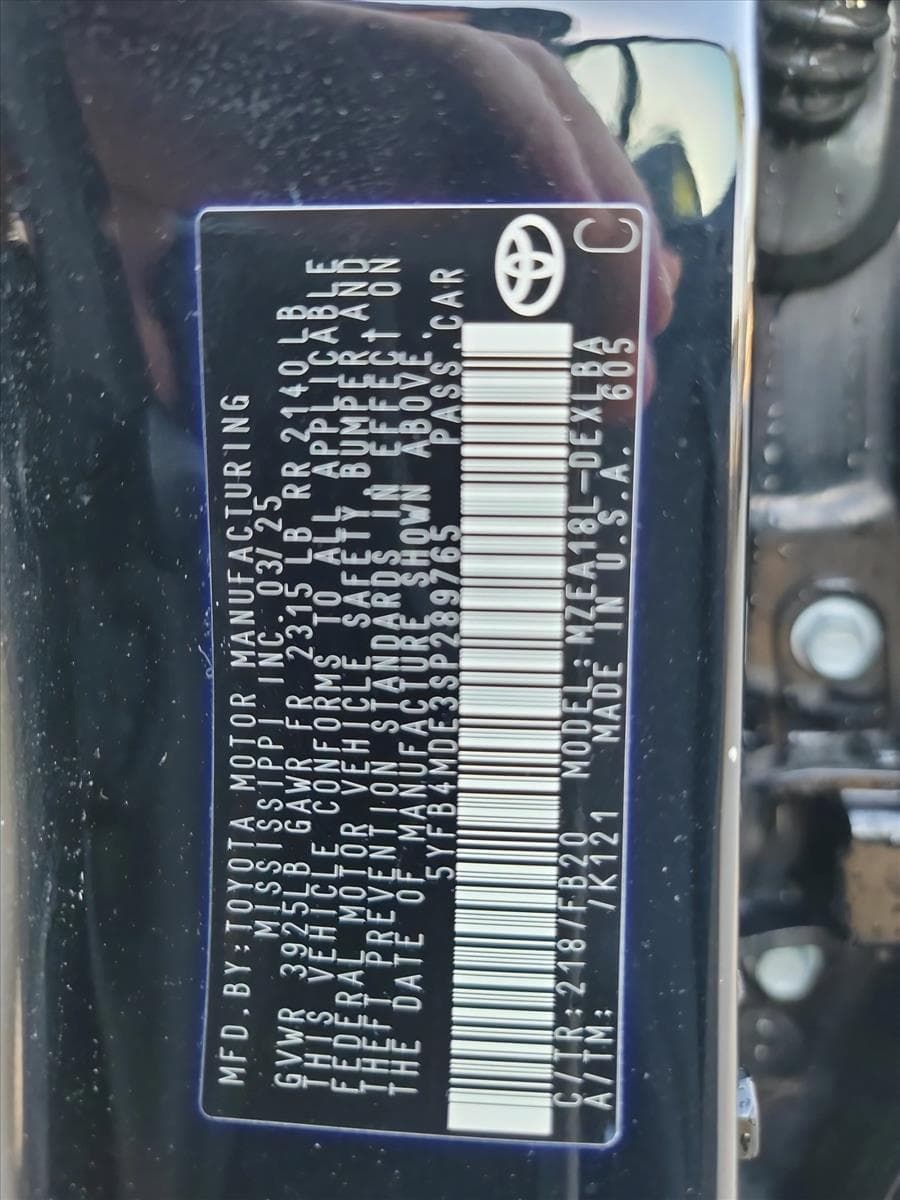 MFD.BY:TOYOTA MOTOR MANUFACTURING
MISSISSIPPI INC. 03/25
GVWR 3925LB GAWR FR 2315 LB RR 2140LB
THIS VEHICLE CONFORMS TO ALL APPLICABLE
FEDERAL MOTOR VEHICLE SAFETY BUMPER AND
THEFT PREVENTION STANDARDS IN EFFECT ON
THE DATE OF MANUFACTURE SHOWN ABOVE.
5YFB4MDE3SP289765 PASS.CAR
C/TR:218/FB20 MODEL:MZEA18L-DEXLBA
A/TM: /K121 MADE IN U.S.A. 605
C